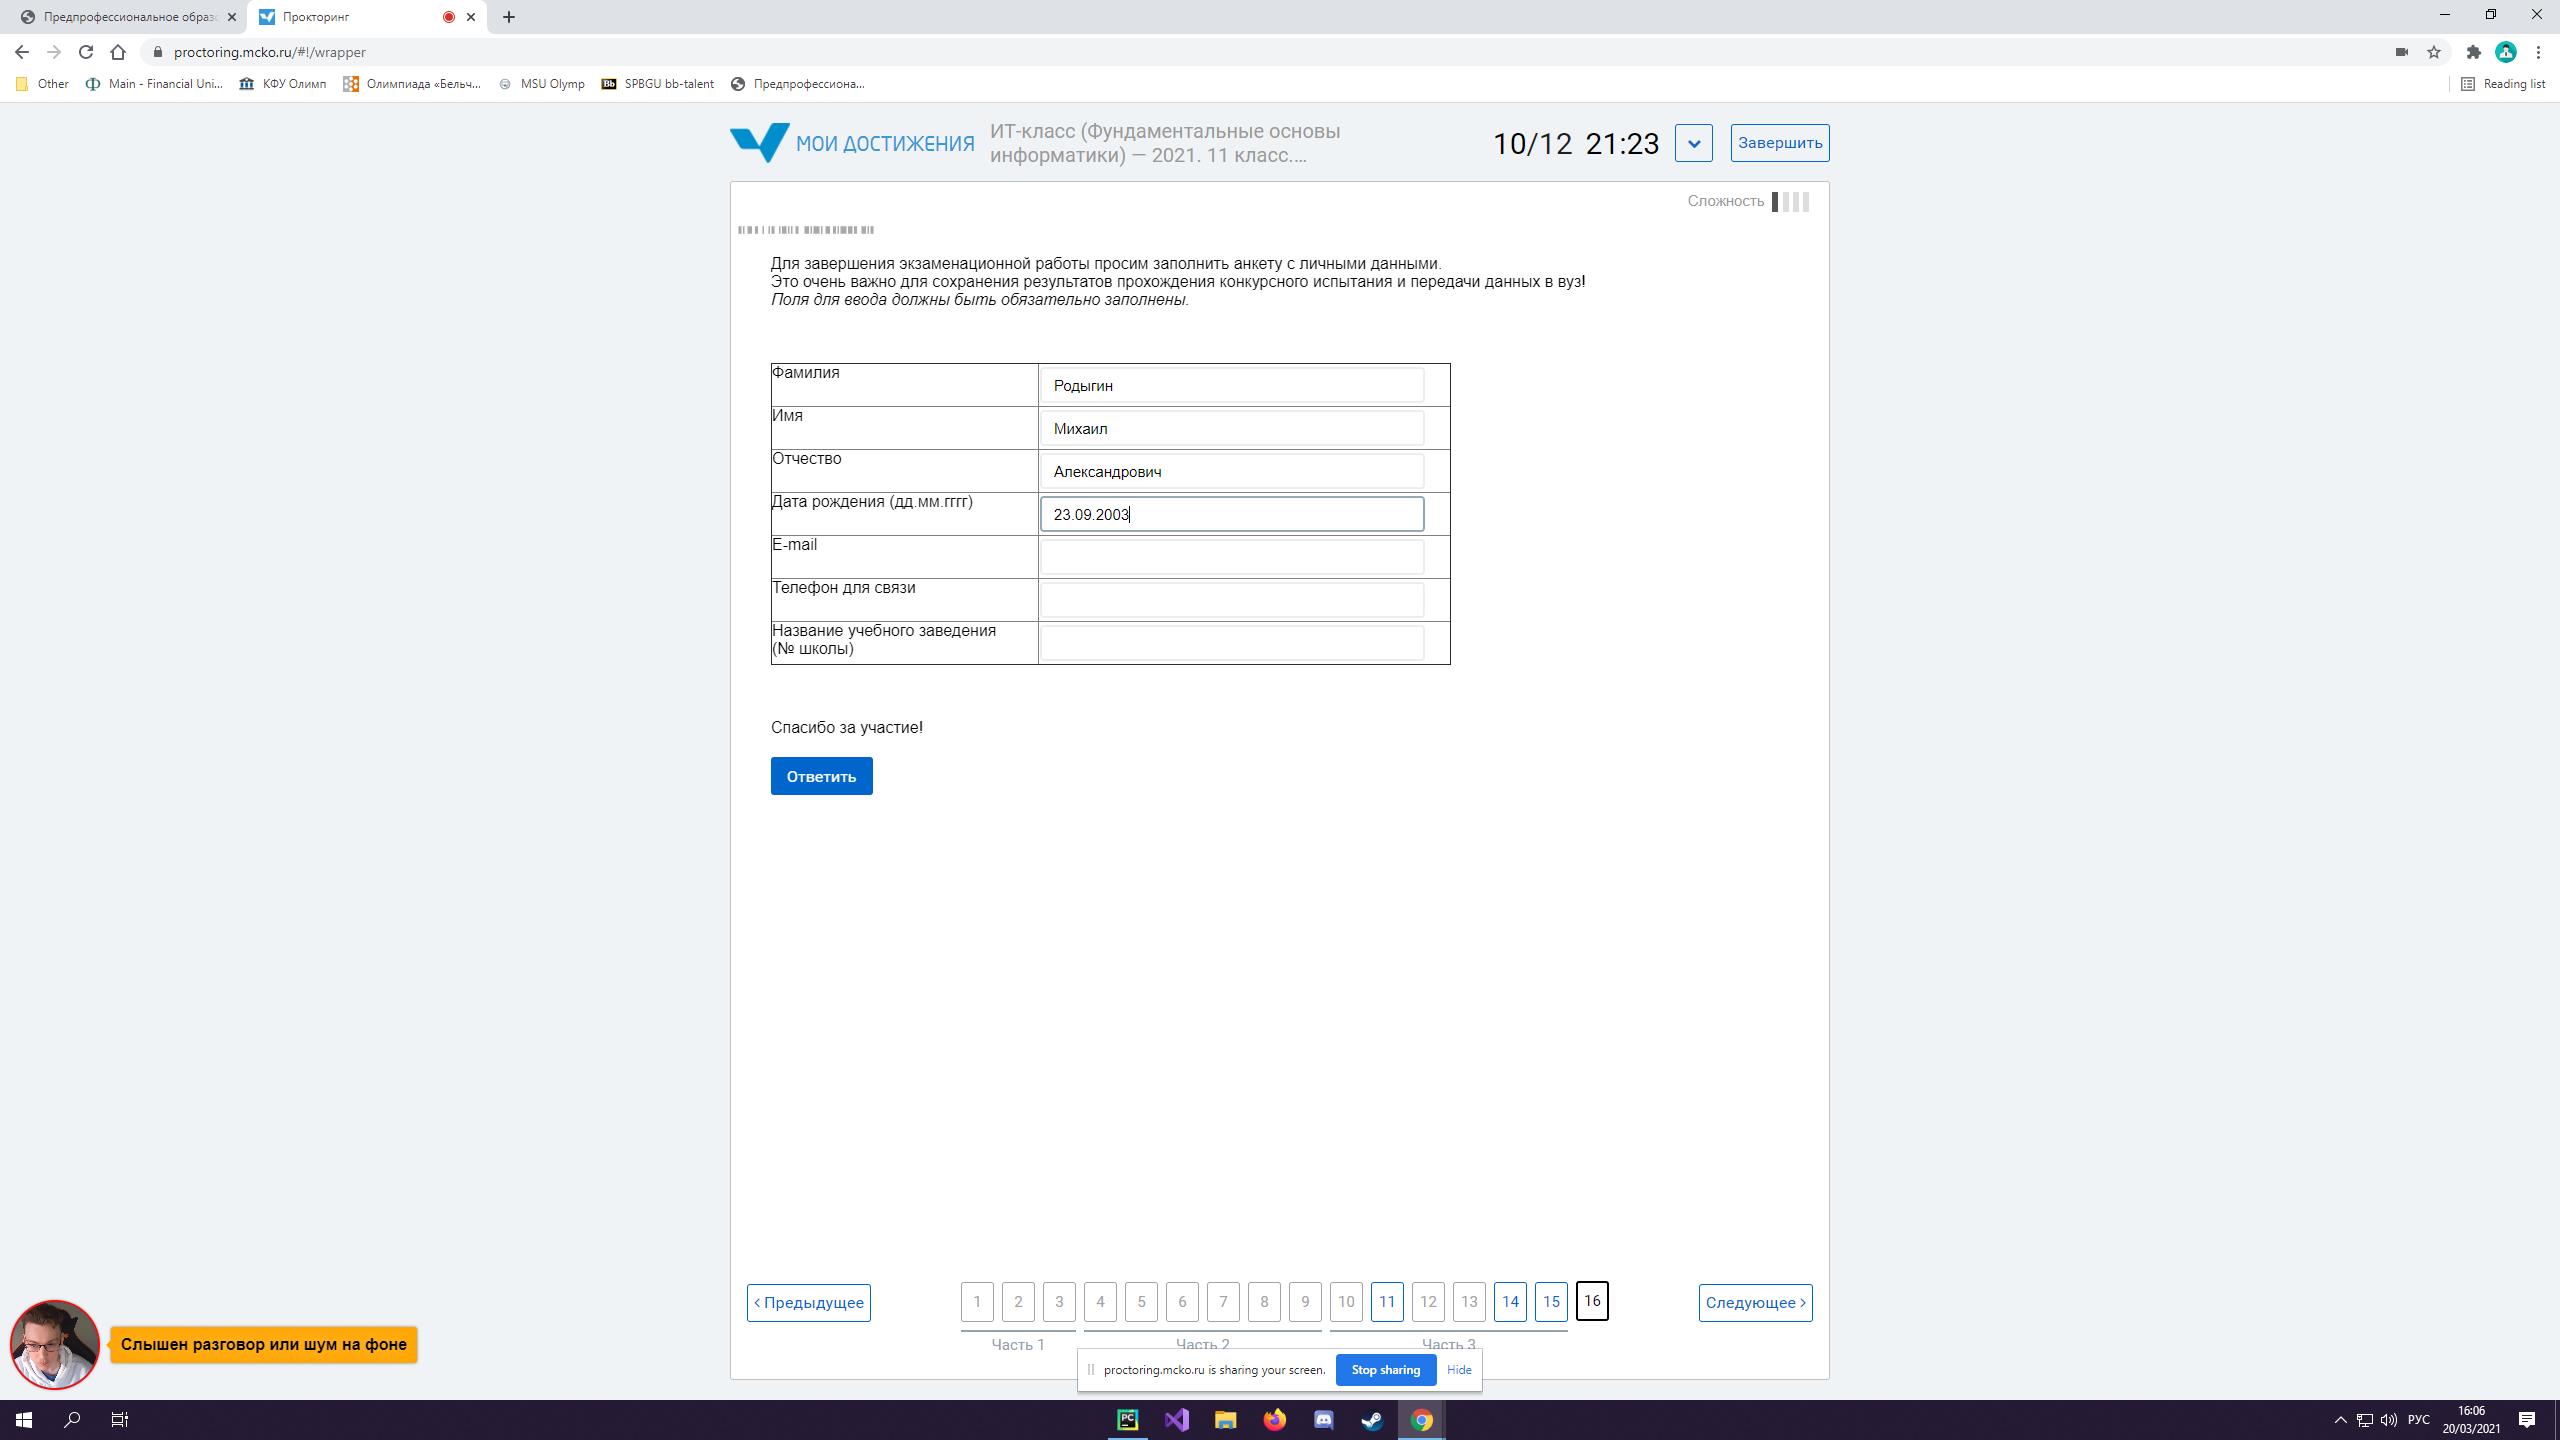 Предпрофессиональное образо
Прокторинг
proctoring.mcko.ru/#!/wrapper
Other
Main - Financial Uni...
КФУ Олимп
Олимпиада «Бельч...
MSU Olymp
Bb
SPBGU bb-talent
Предпрофессиона...
Reading list
МОИ ДОСТИЖЕНИЯ
ИТ-класс (Фундаментальные основы
информатики) — 2021. 11 класс....
10/12 21:23
Завершить
Сложность
Для завершения экзаменационной работы просим заполнить анкету с личными данными.
Это очень важно для сохранения результатов прохождения конкурсного испытания и передачи данных в вуз!
Поля для ввода должны быть обязательно заполнены.
Фамилия
Родыгин
Имя
Михаил
Отчество
Александрович
Дата рождения (дд.мм.гггг)
23.09.2003
E-mail
Телефон для связи
Название учебного заведения
(№ школы)
Спасибо за участие!
Ответить
< Предыдущее
1 2 3 4 5 6 7 8 9 10 11 12 13 14 15 16
Следующее >
Часть 1
Часть 2
Часть 3
Слышен разговор или шум на фоне
proctoring.mcko.ru is sharing your screen.
Stop sharing
Hide
PC
РУС
16:06
20/03/2021